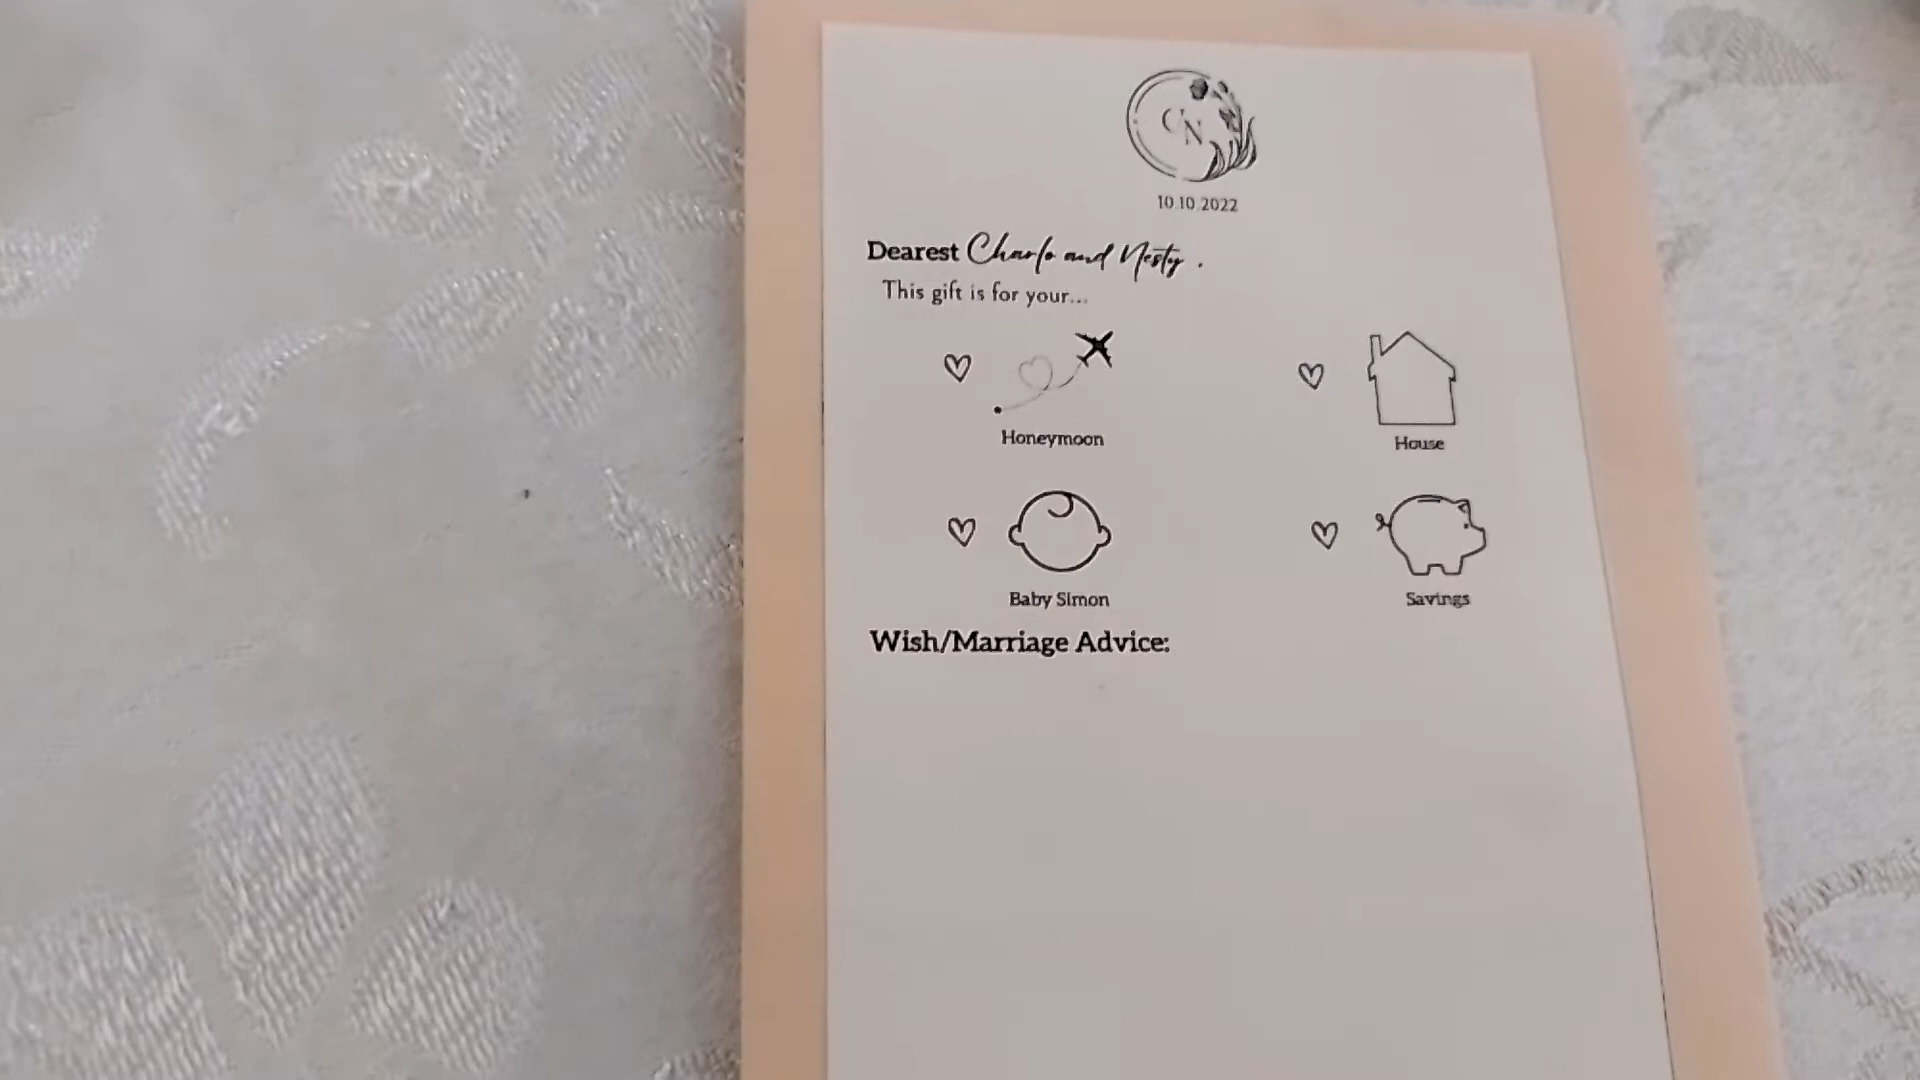 CN
10.10.2022
Dearest Charlo and Nesty .
This gift is for your...
Honeymoon
House
Baby Simon
Savings
Wish/Marriage Advice: